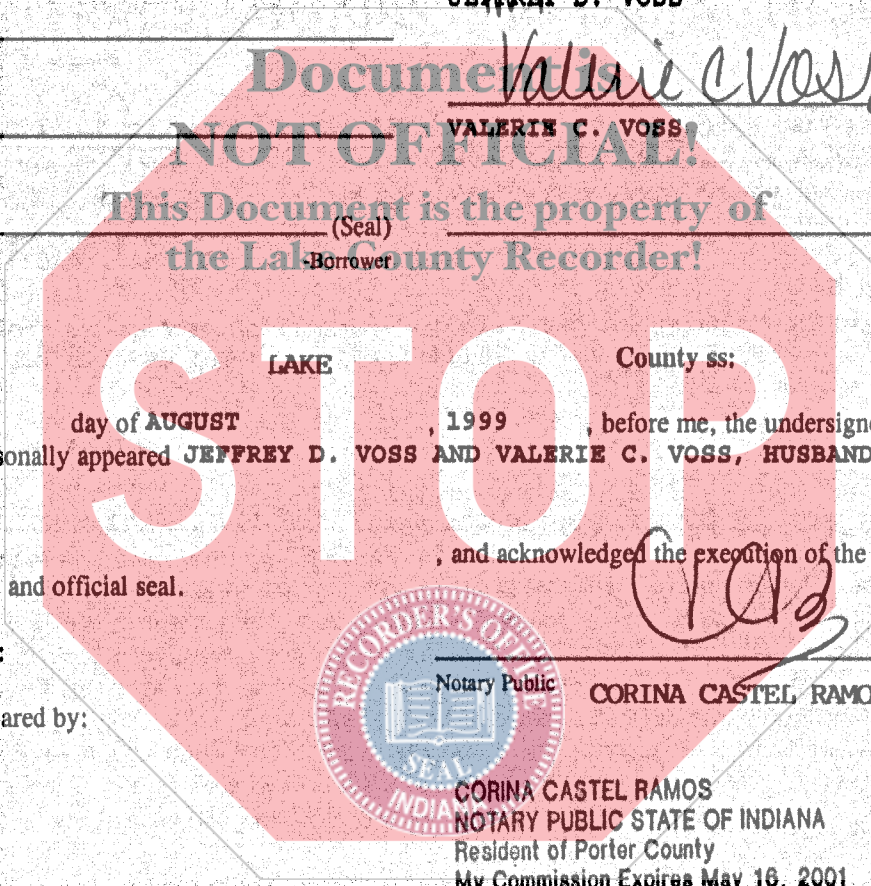 JEFFREY D. VOSS
Document is
Valerie C Voss
NOT OFFICIAL!
VALERIE C. VOSS
This Document is the property of
(Seal)
the Lake County Recorder!
-Borrower
STOP
LAKE County ss:
day of AUGUST , 1999 , before me, the undersigne
sonally appeared JEFFREY D. VOSS AND VALERIE C. VOSS, HUSBAND
, and acknowledged the execution of the
and official seal.
:
RECORDER'S OFFICE
SEAL
INDIANA
Notary Public CORINA CASTEL RAMO
ared by:
CORINA CASTEL RAMOS
NOTARY PUBLIC STATE OF INDIANA
Resident of Porter County
My Commission Expires May 16, 2001